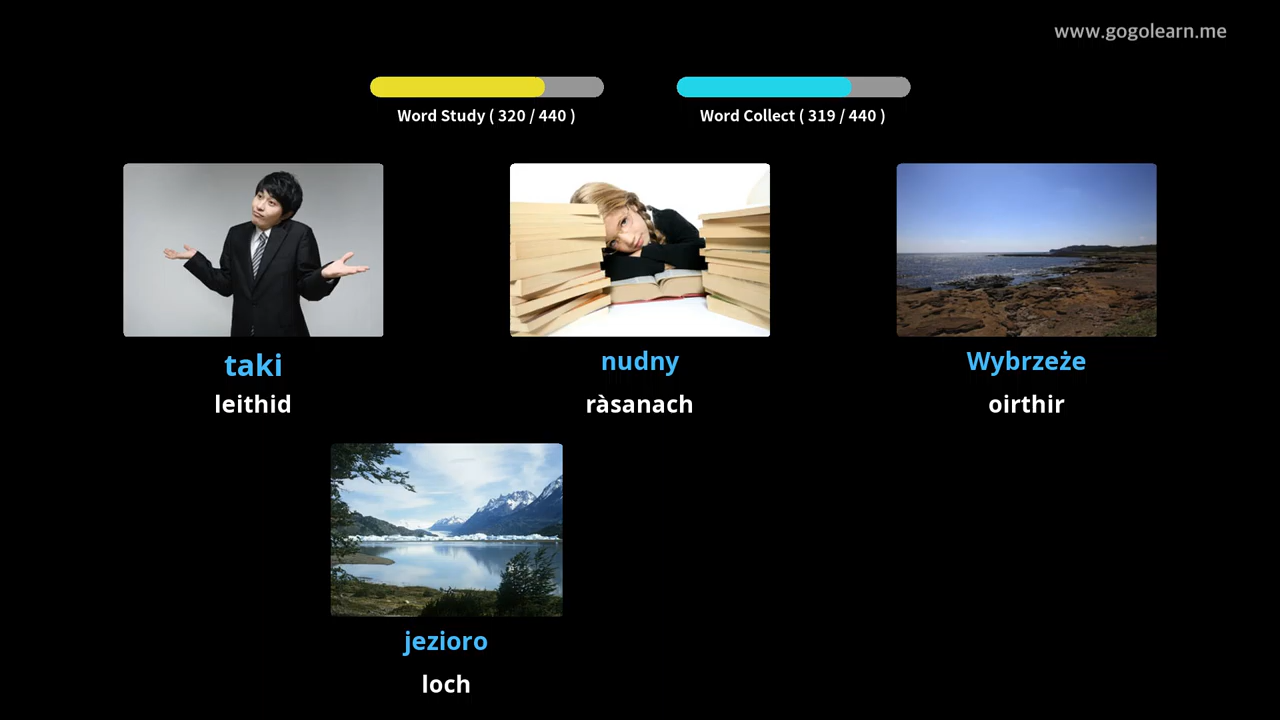 www.gogolearn.me
Word Study ( 320 / 440 )
Word Collect ( 319 / 440 )
taki
leithid
nudny
ràsanach
Wybrzeże
oirthir
jezioro
loch